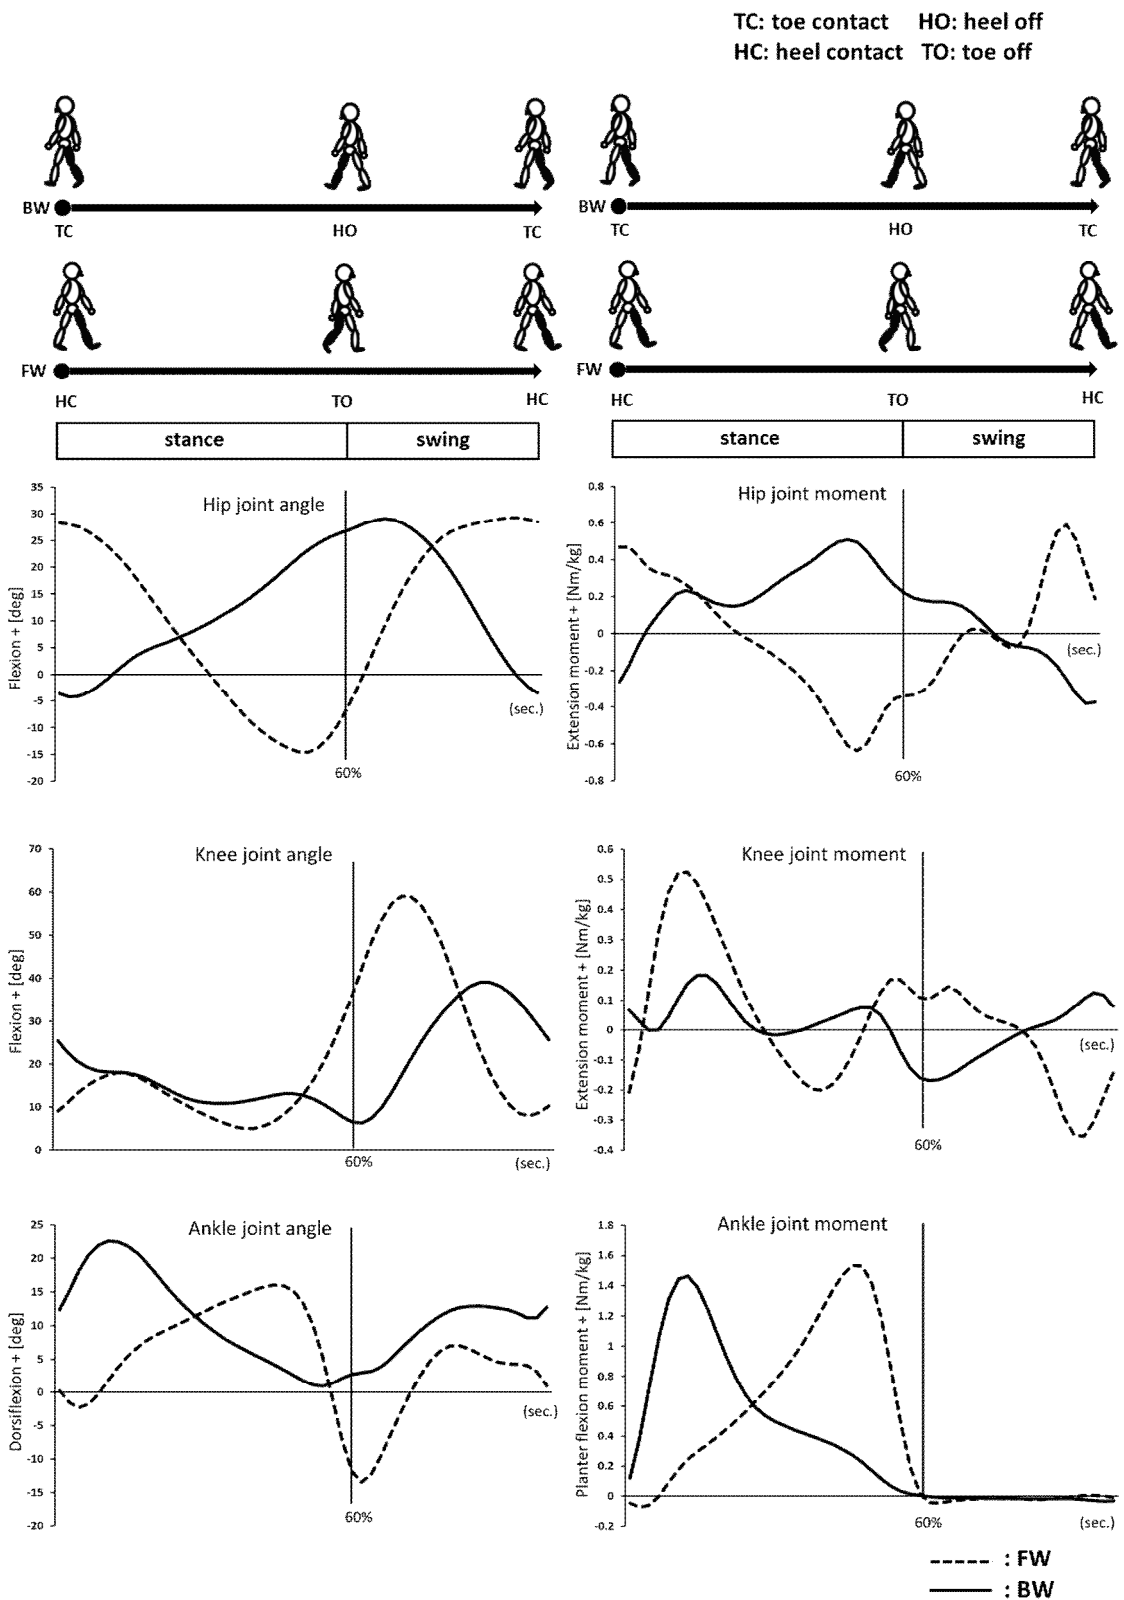 TC: toe contact HO: heel off
HC: heel contact TO: toe off
BW
TC HO TC
BW
TC HO TC
FW
HC TO HC
FW
HC TO HC
stance swing
stance swing
Hip joint angle
Flexion + [deg]
35
30
25
20
15
10
5
0
-5
-10
-15
-20
(sec.)
60%
Hip joint moment
Extension moment + [Nm/kg]
0.8
0.6
0.4
0.2
0
-0.2
-0.4
-0.6
-0.8
(sec.)
60%
Knee joint angle
Flexion + [deg]
70
60
50
40
30
20
10
0
60%
(sec.)
Knee joint moment
Extension moment + [Nm/kg]
0.6
0.5
0.4
0.3
0.2
0.1
0
-0.1
-0.2
-0.3
-0.4
(sec.)
60%
Ankle joint angle
Dorsiflexion + [deg]
25
20
15
10
5
0
-5
-10
-15
-20
(sec.)
60%
Ankle joint moment
Planter flexion moment + [Nm/kg]
1.8
1.6
1.4
1.2
1
0.8
0.6
0.4
0.2
0
-0.2
60%
(sec.)
: FW
: BW